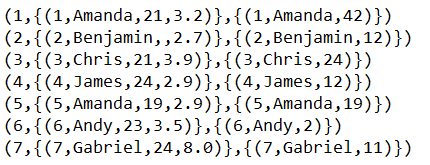 (1,{(1,Amanda,21,3.2)},{(1,Amanda,42)})
(2,{(2,Benjamin,,2.7)},{(2,Benjamin,12)})
(3,{(3,Chris,21,3.9)},{(3,Chris,24)})
(4,{(4,James,24,2.9)},{(4,James,12)})
(5,{(5,Amanda,19,2.9)},{(5,Amanda,19)})
(6,{(6,Andy,23,3.5)},{(6,Andy,2)})
(7,{(7,Gabriel,24,8.0)},{(7,Gabriel,11)})